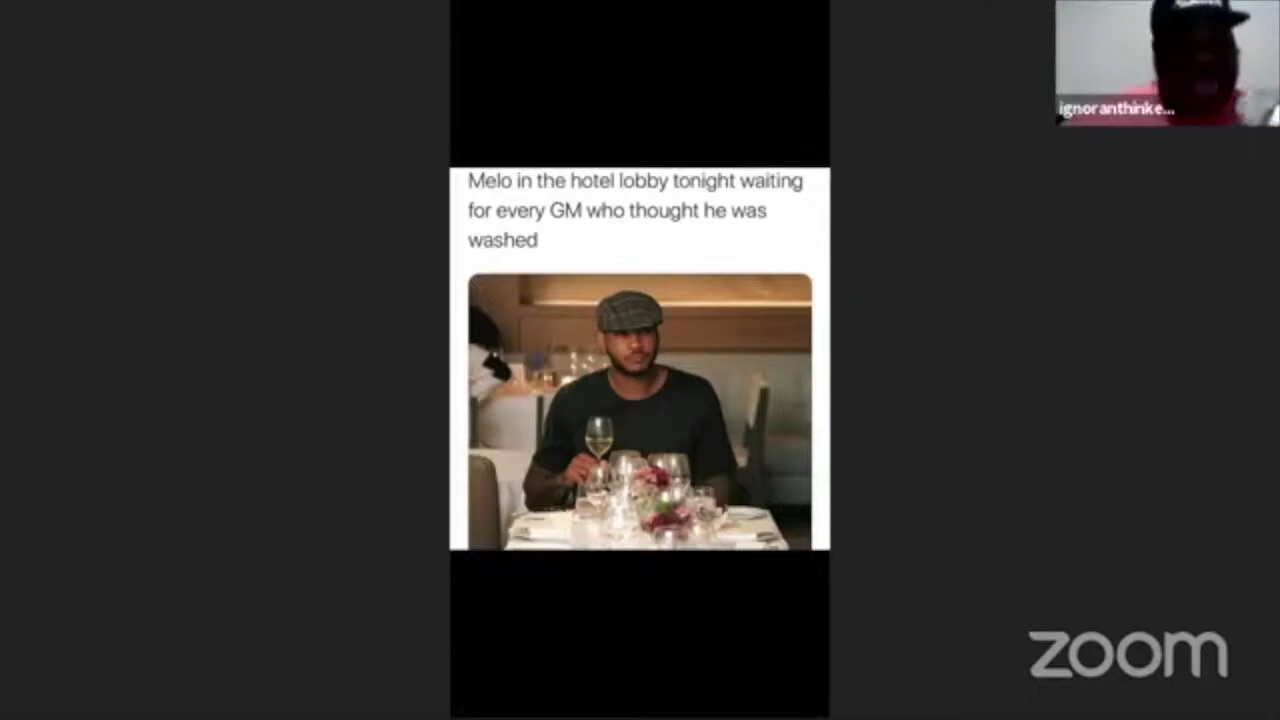 ignoranthinke...
Melo in the hotel lobby tonight waiting
for every GM who thought he was
washed
zoom